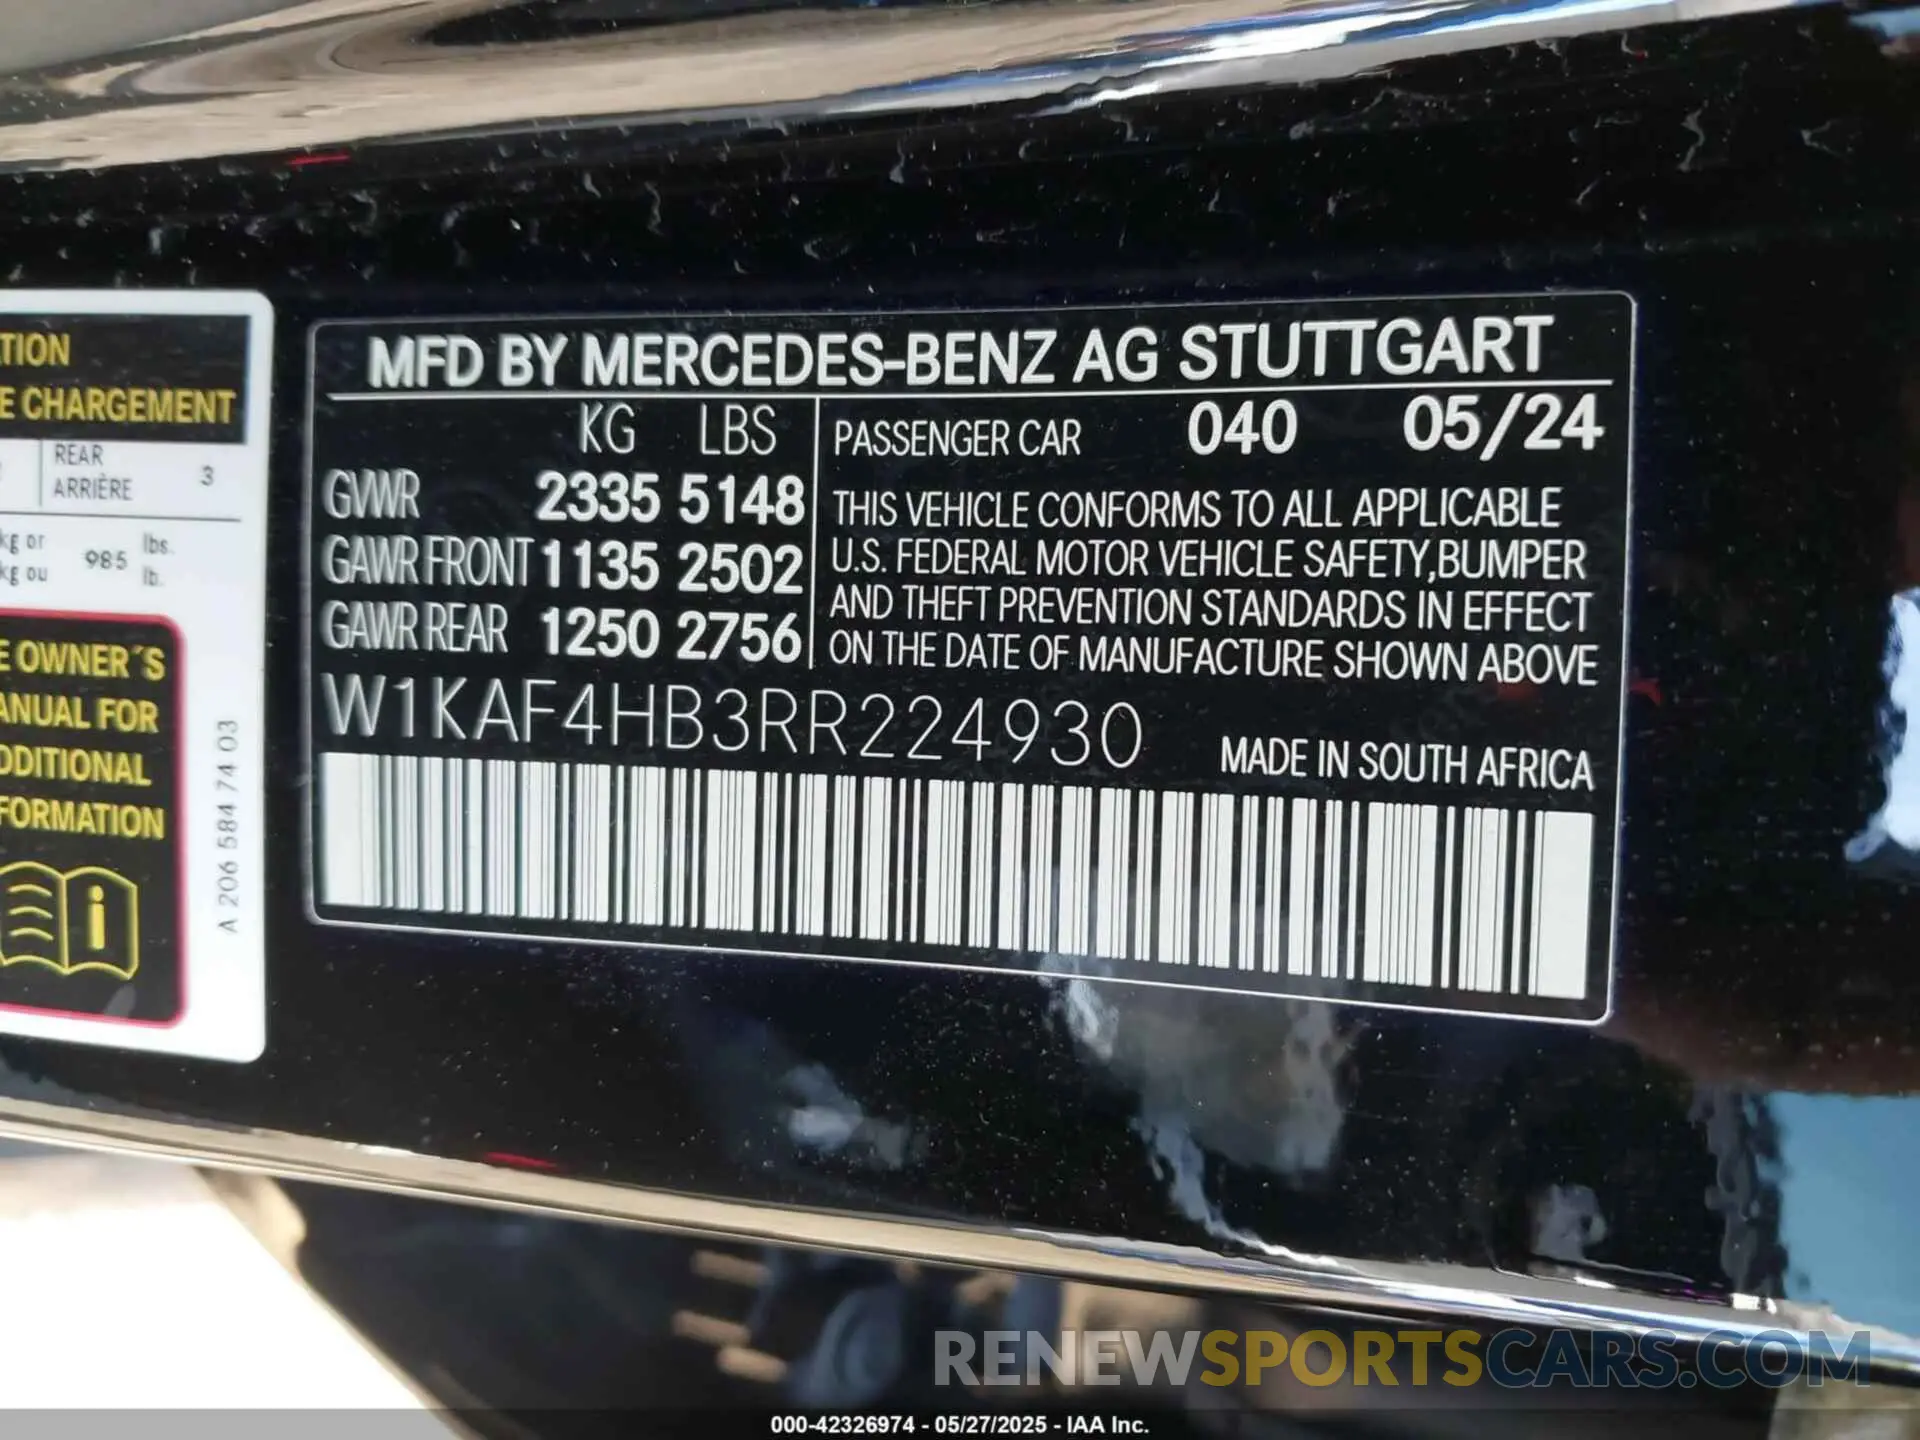 MFD BY MERCEDES-BENZ AG STUTTGART
KG LBS
PASSENGER CAR 040 05/24
GVWR 2335 5148
GAWR FRONT 1135 2502
GAWR REAR 1250 2756
THIS VEHICLE CONFORMS TO ALL APPLICABLE
U.S. FEDERAL MOTOR VEHICLE SAFETY,BUMPER
AND THEFT PREVENTION STANDARDS IN EFFECT
ON THE DATE OF MANUFACTURE SHOWN ABOVE
W1KAF4HB3RR224930
MADE IN SOUTH AFRICA
TION
E CHARGEMENT
REAR
ARRIÈRE 3
kg or
kg ou 985 lbs.
lb.
E OWNER´S
ANUAL FOR
DDITIONAL
FORMATION
A 206 584 74 03
RENEWSPORTSCARS.COM
000-42326974 - 05/27/2025 - IAA Inc.